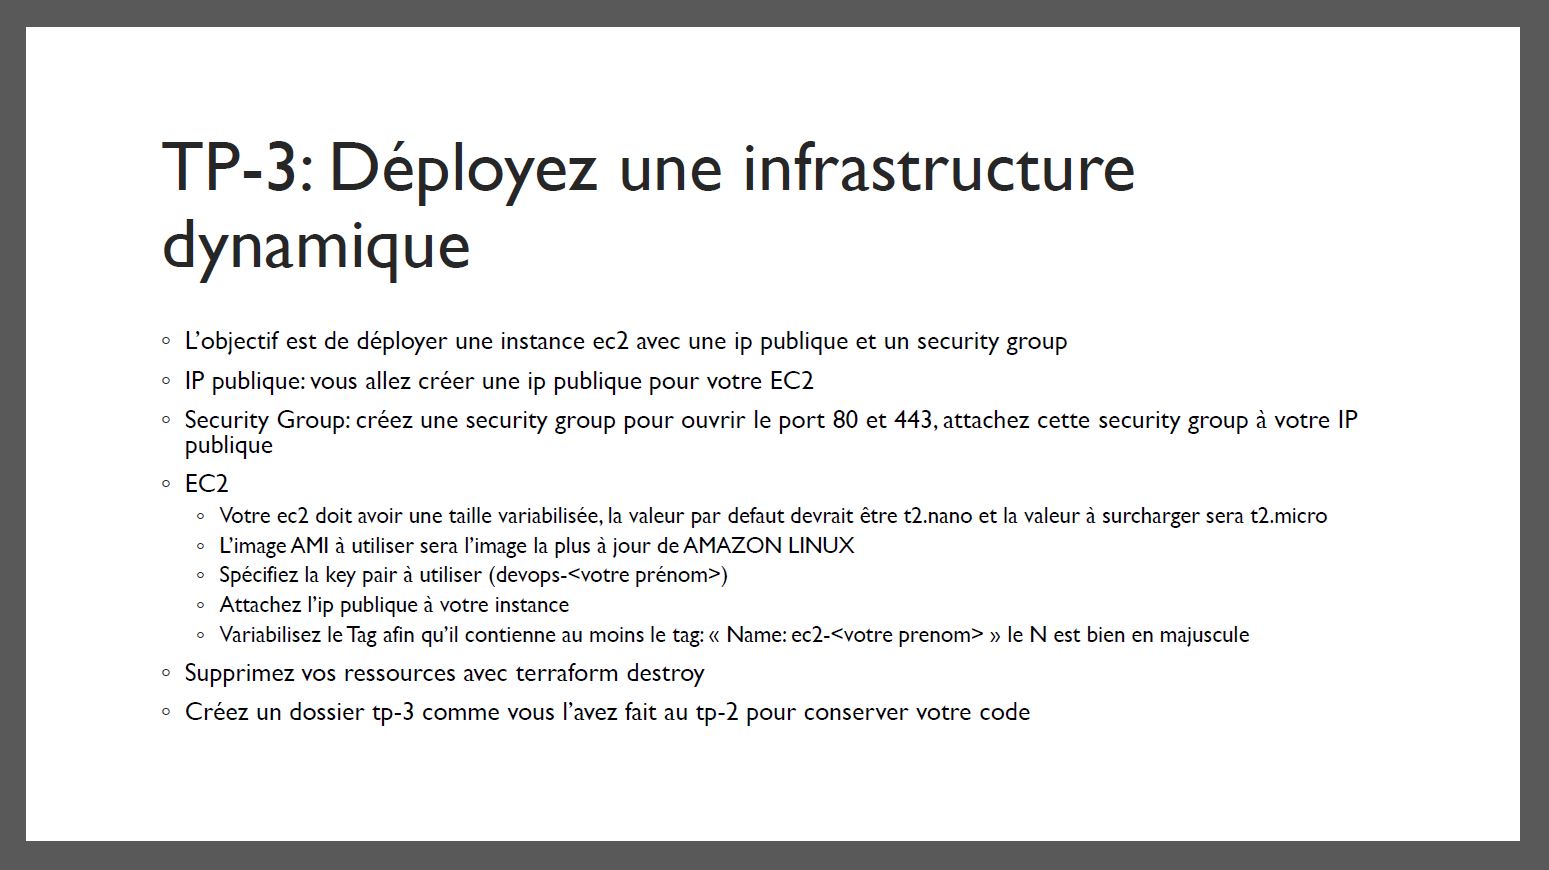 TP-3: Déployez une infrastructure
dynamique
◦ L’objectif est de déployer une instance ec2 avec une ip publique et un security group
◦ IP publique: vous allez créer une ip publique pour votre EC2
◦ Security Group: créez une security group pour ouvrir le port 80 et 443, attachez cette security group à votre IP
publique
◦ EC2
◦ Votre ec2 doit avoir une taille variabilisée, la valeur par defaut devrait être t2.nano et la valeur à surcharger sera t2.micro
◦ L’image AMI à utiliser sera l’image la plus à jour de AMAZON LINUX
◦ Spécifiez la key pair à utiliser (devops-<votre prénom>)
◦ Attachez l’ip publique à votre instance
◦ Variabilisez le Tag afin qu’il contienne au moins le tag: « Name: ec2-<votre prenom> » le N est bien en majuscule
◦ Supprimez vos ressources avec terraform destroy
◦ Créez un dossier tp-3 comme vous l’avez fait au tp-2 pour conserver votre code